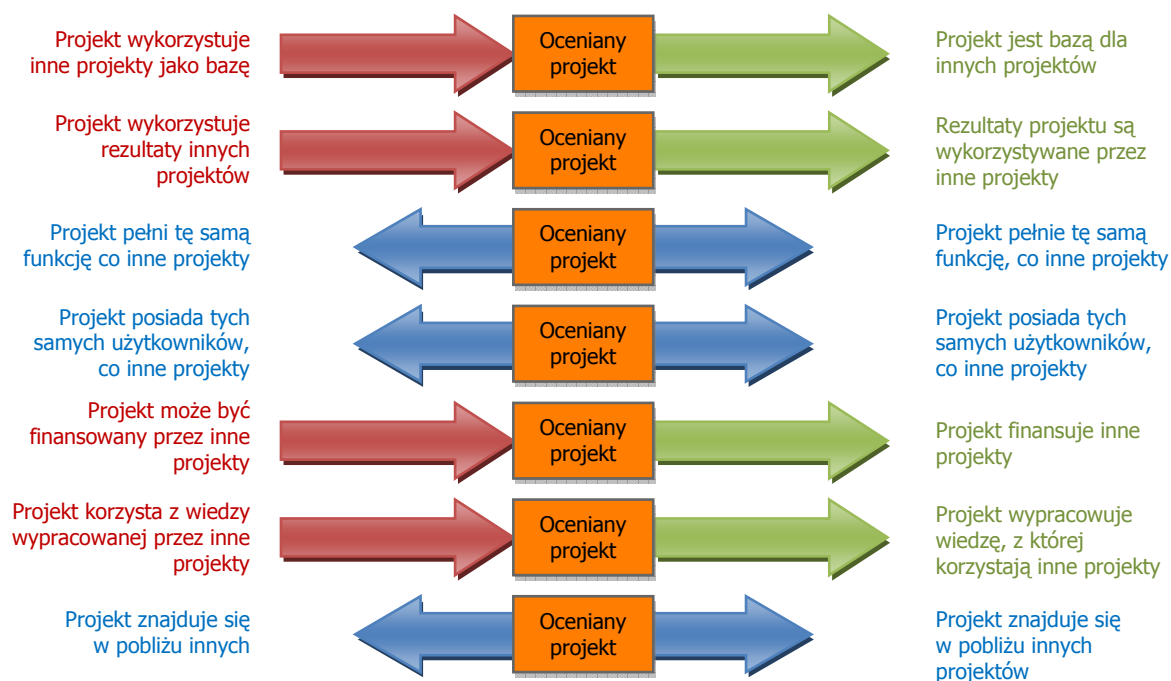 Projekt wykorzystuje
inne projekty jako bazę
Oceniany
projekt
Projekt jest bazą dla
innych projektów
Projekt wykorzystuje
rezultaty innych
projektów
Oceniany
projekt
Rezultaty projektu są
wykorzystywane przez
inne projekty
Projekt pełni tę samą
funkcję co inne projekty
Oceniany
projekt
Projekt pełnie tę samą
funkcję, co inne projekty
Projekt posiada tych
samych użytkowników,
co inne projekty
Oceniany
projekt
Projekt posiada tych
samych użytkowników,
co inne projekty
Projekt może być
finansowany przez inne
projekty
Oceniany
projekt
Projekt finansuje inne
projekty
Projekt korzysta z wiedzy
wypracowanej przez inne
projekty
Oceniany
projekt
Projekt wypracowuje
wiedzę, z której
korzystają inne projekty
Projekt znajduje się
w pobliżu innych
Oceniany
projekt
Projekt znajduje się
w pobliżu innych
projektów